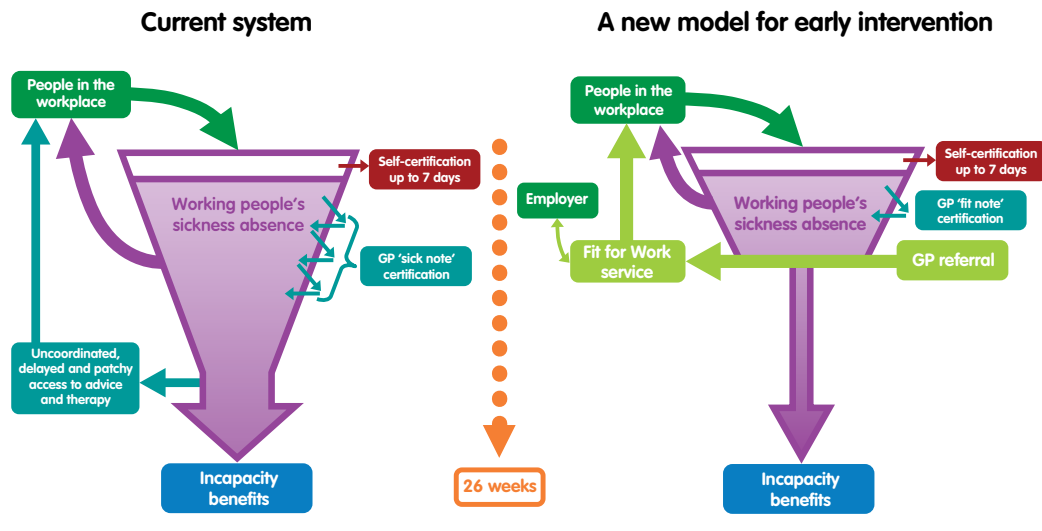 Current system
People in the
workplace
Self-certification
up to 7 days
Working people's
sickness absence
GP 'sick note'
certification
Uncoordinated,
delayed and patchy
access to advice
and therapy
Incapacity
benefits
26 weeks
A new model for early intervention
People in the
workplace
Self-certification
up to 7 days
Employer
Working people's
sickness absence
GP 'fit note'
certification
Fit for Work
service
GP referral
Incapacity
benefits